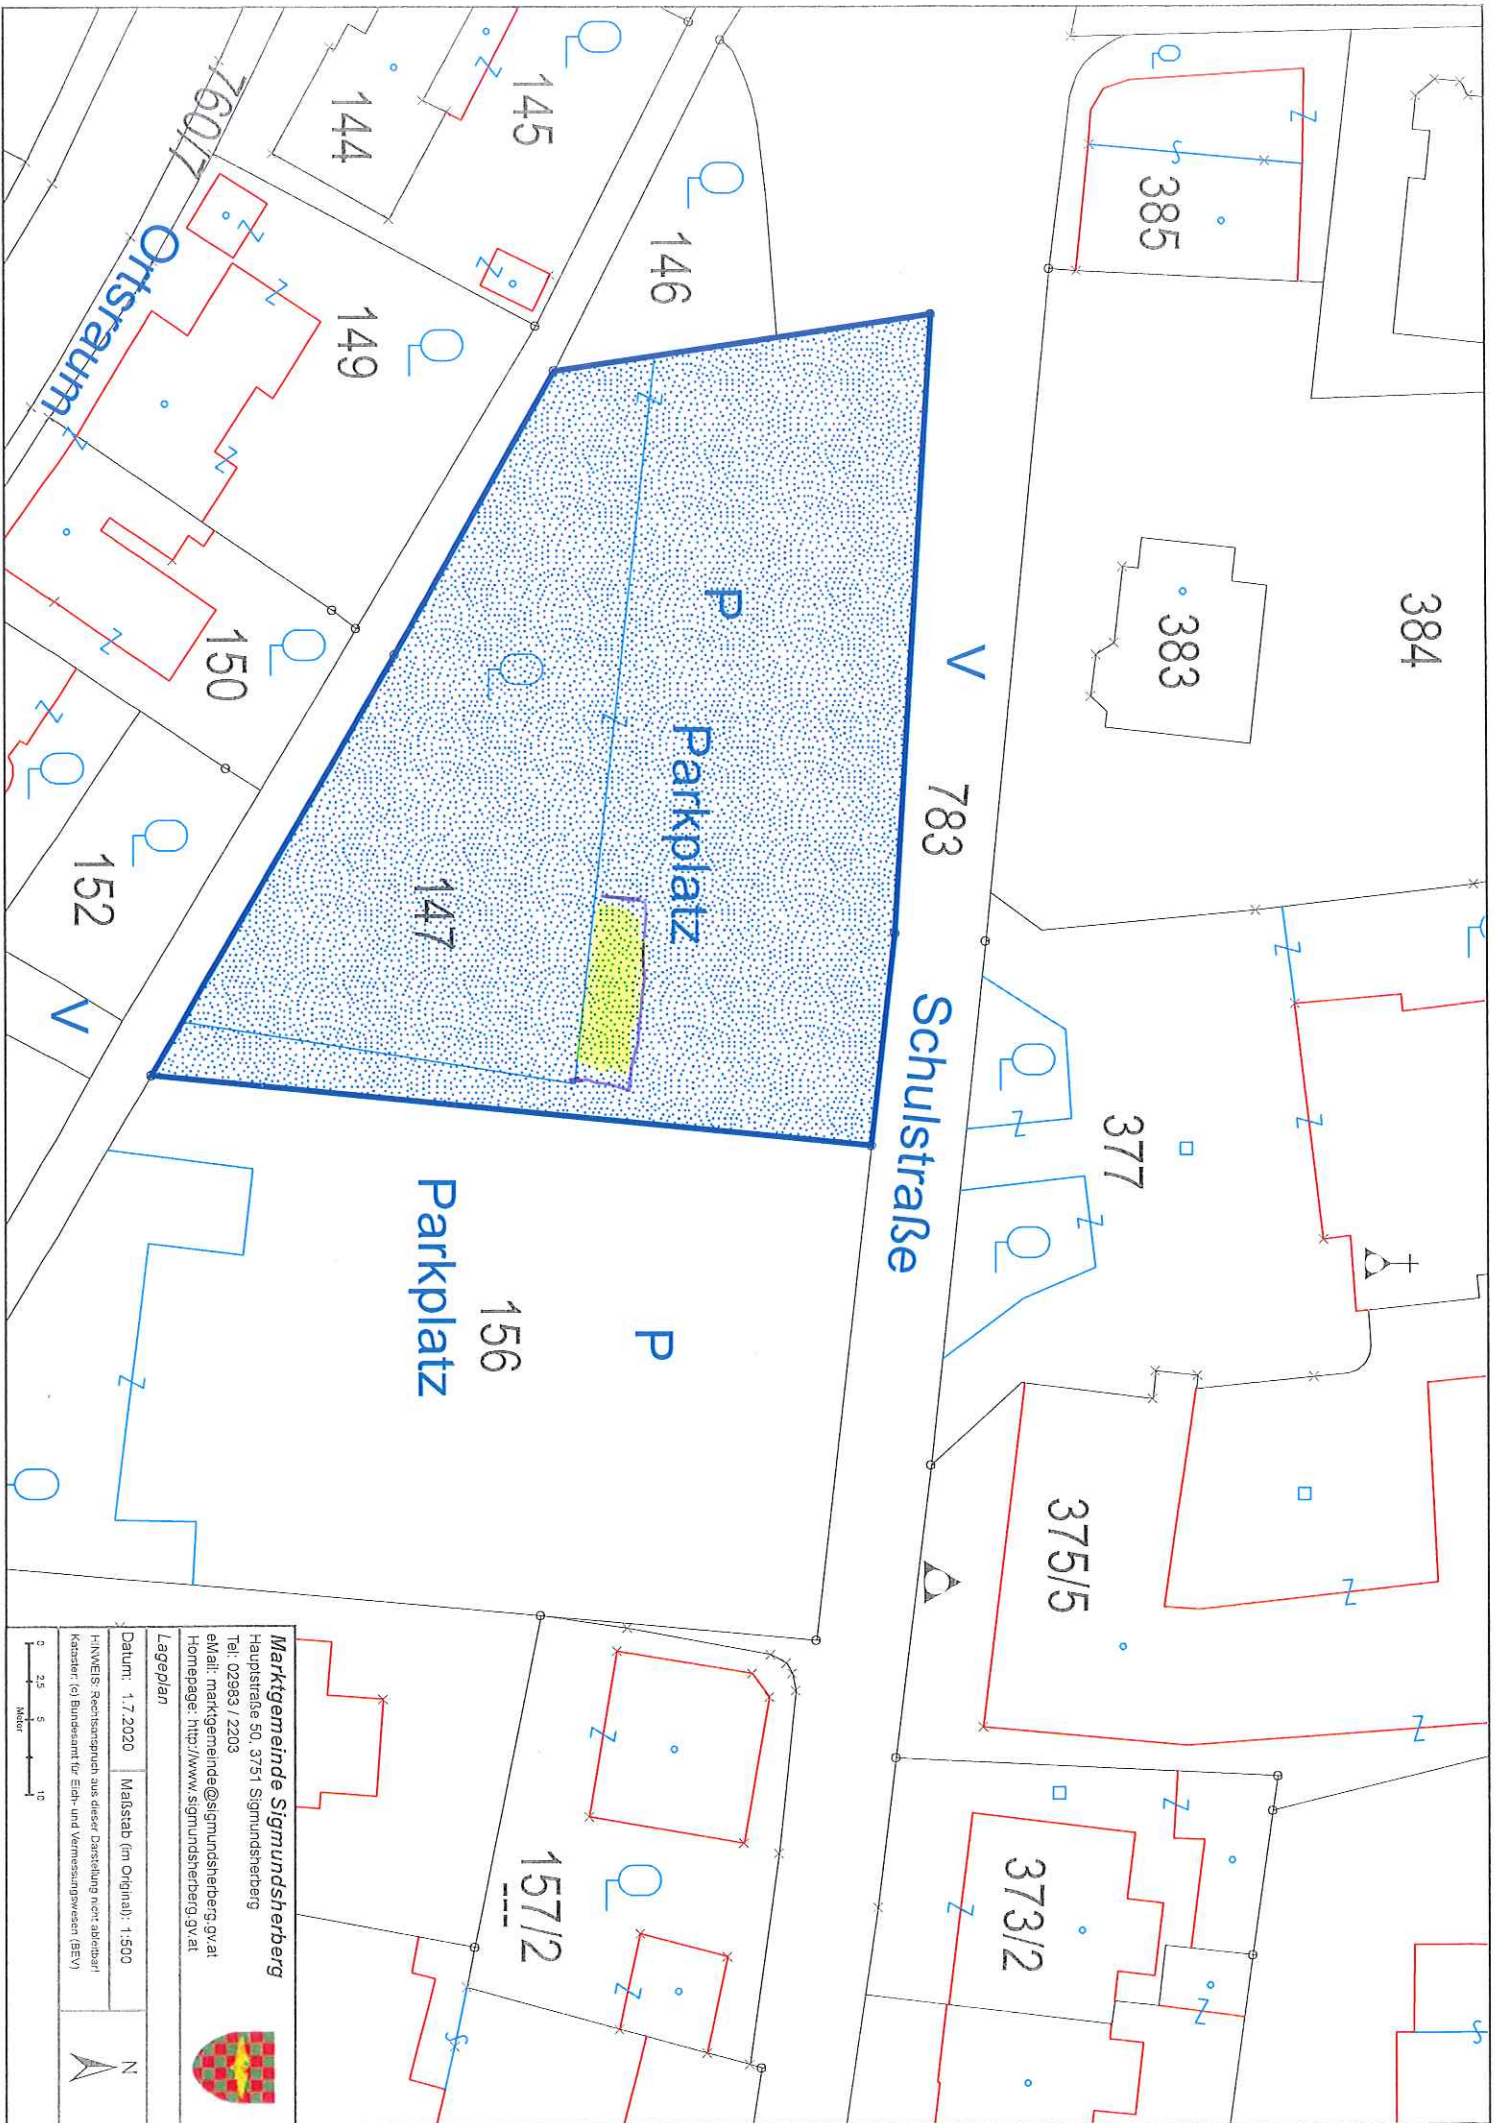 384
385
383
V
783
377
375/5
373/2
Schulstraße
P
Parkplatz
145
144
146
760/7
Ortsraum
149
147
150
152
V
P
156
Parkplatz
157/2
---
Marktgemeinde Sigmundsherberg
Hauptstraße 50, 3751 Sigmundsherberg
Tel: 02983 / 2203
eMail: marktgemeinde@sigmundsherberg.gv.at
Homepage: http://www.sigmundsherberg.gv.at
Lageplan
Datum: 1.7.2020 Maßstab (im Original): 1:500
N
HINWEIS: Rechtsanspruch aus dieser Darstellung nicht ableitbar!
Kataster: (c) Bundesamt für Eich- und Vermessungswesen (BEV)
0 2,5 5 10
Meter